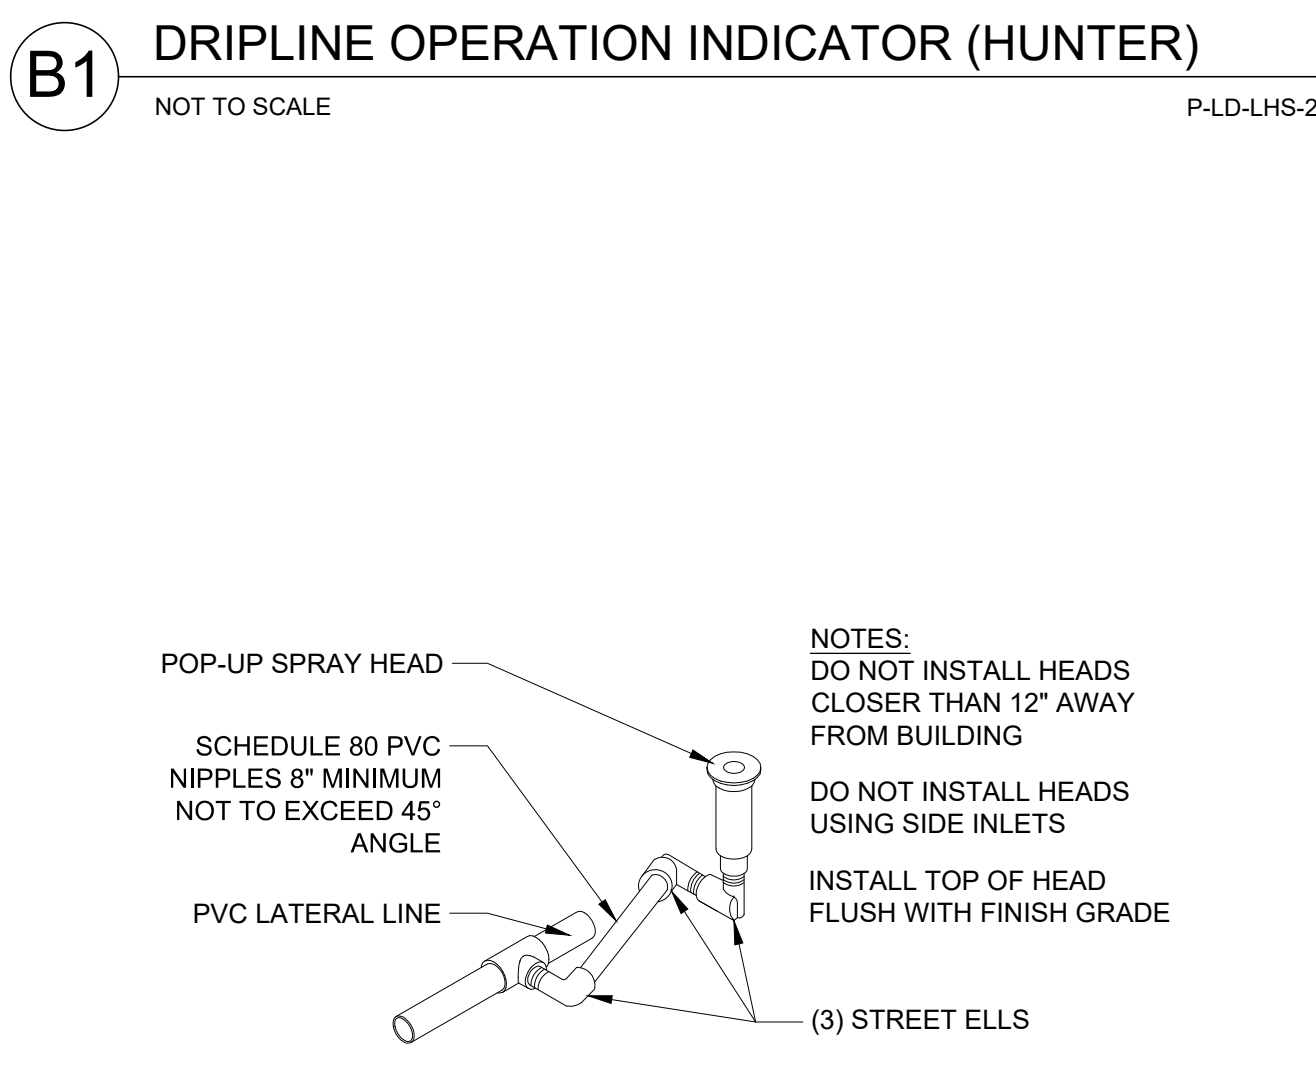 B1
DRIPLINE OPERATION INDICATOR (HUNTER)
NOT TO SCALE
P-LD-LHS-2
POP-UP SPRAY HEAD
SCHEDULE 80 PVC
NIPPLES 8" MINIMUM
NOT TO EXCEED 45°
ANGLE
PVC LATERAL LINE
NOTES:
DO NOT INSTALL HEADS
CLOSER THAN 12" AWAY
FROM BUILDING
DO NOT INSTALL HEADS
USING SIDE INLETS
INSTALL TOP OF HEAD
FLUSH WITH FINISH GRADE
(3) STREET ELLS